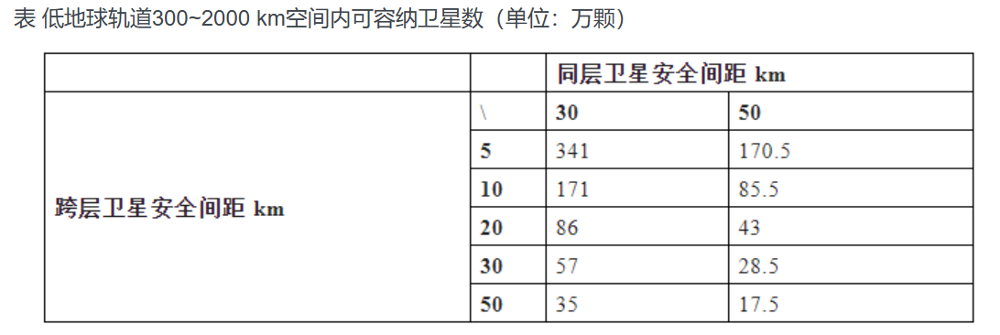 表 低地球轨道300~2000 km空间内可容纳卫星数（单位：万颗）
同层卫星安全间距 km
跨层卫星安全间距 km
\ 30 50
5 341 170.5
10 171 85.5
20 86 43
30 57 28.5
50 35 17.5